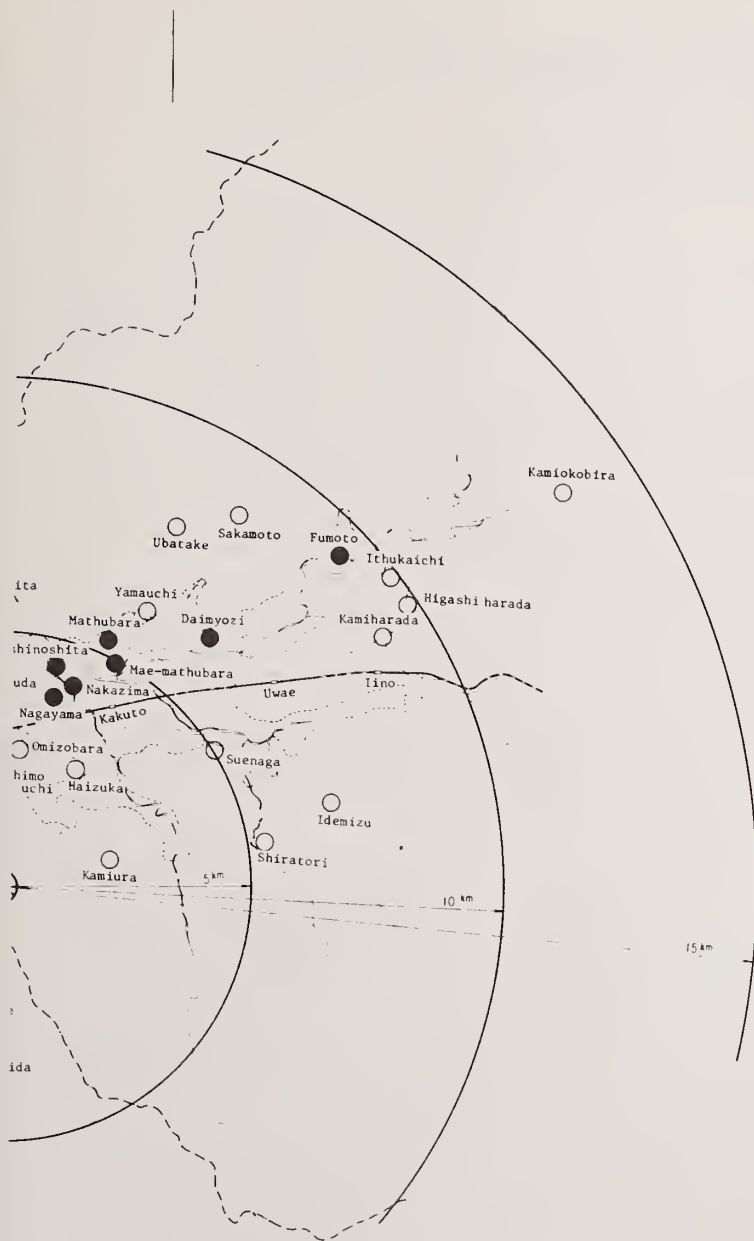 Kamiokobira
Sakamoto
Ubatake
Fumoto
Ithukaichi
ita
Yamauchi
Higashi harada
Mathubara
Daimyozi
Kamiharada
shinoshita
Mae-mathubara
uda
Nakazima
Uwae
Iino
Nagayama
Kakuto
Omizobara
Suenaga
himo
uchi
Haizuka
Idemizu
Shiratori
Kamiura
5 km
10 km
15 km
ida